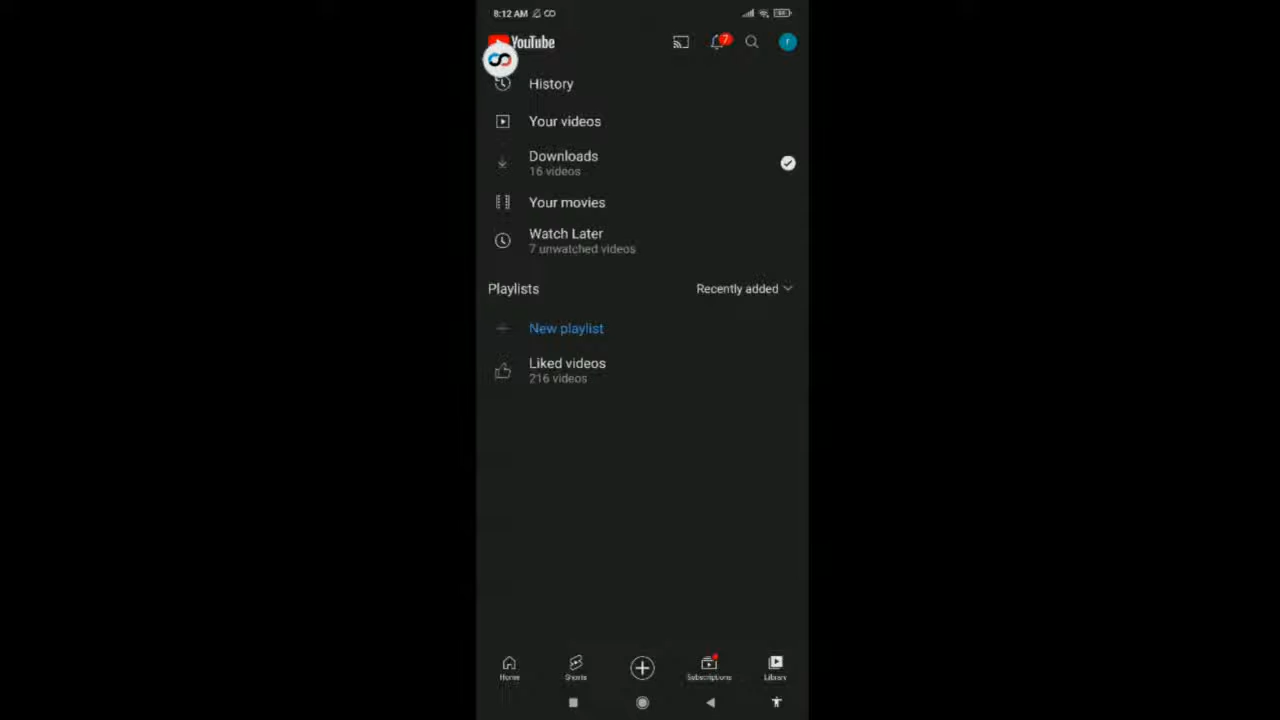 8:12 AM
YouTube
7
r
History
Your videos
Downloads
16 videos
Your movies
Watch Later
7 unwatched videos
Playlists
Recently added
New playlist
Liked videos
216 videos
Home
Shorts
Subscriptions
Library